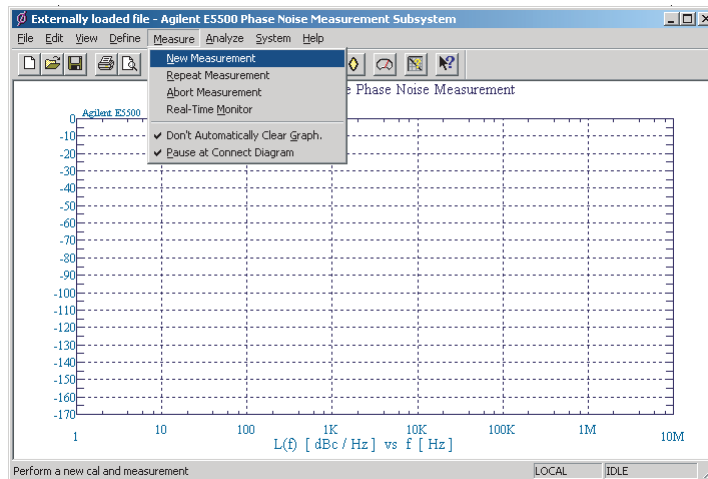 Externally loaded file - Agilent E5500 Phase Noise Measurement Subsystem
File Edit View Define Measure Analyze System Help
New Measurement
Repeat Measurement
Abort Measurement
Real-Time Monitor
Don't Automatically Clear Graph.
Pause at Connect Diagram
Phase Noise Measurement
Agilent E5500
0
-10
-20
-30
-40
-50
-60
-70
-80
-90
-100
-110
-120
-130
-140
-150
-160
-170
1 10 100 1K 10K 100K 1M 10M
L(f) [ dBc / Hz ] vs f [ Hz ]
Perform a new cal and measurement LOCAL IDLE